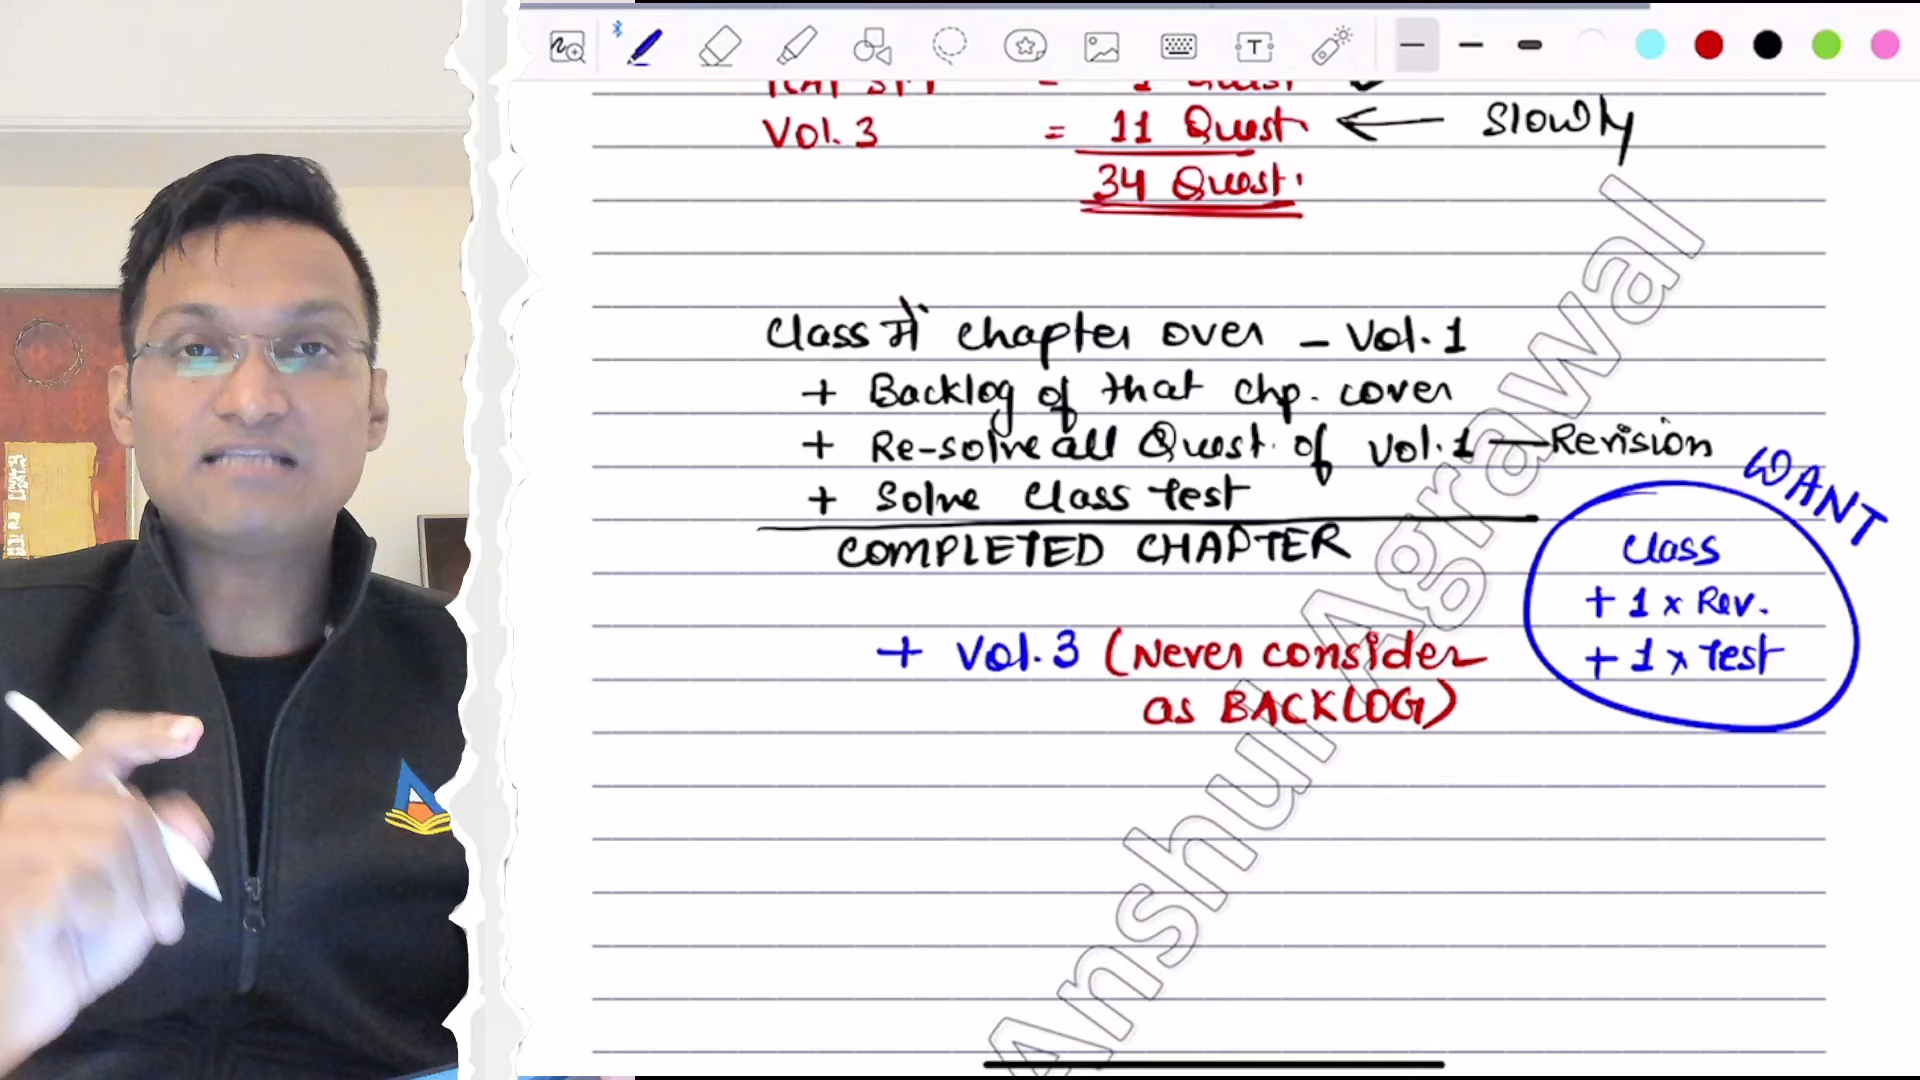 Vol. 3 = 11 Quest. ← Slowly
34 Quest.
Class में Chapter over - Vol. 1
+ Backlog of that Chp. cover
+ Re-solve all Quest. of Vol. 1 — Revision
+ Solve Class Test
COMPLETED CHAPTER
WANT
Class
+ 1 x Rev.
+ 1 x Test
+ Vol. 3 (Never consider
as BACKLOG)
Anshul Agrawal
T